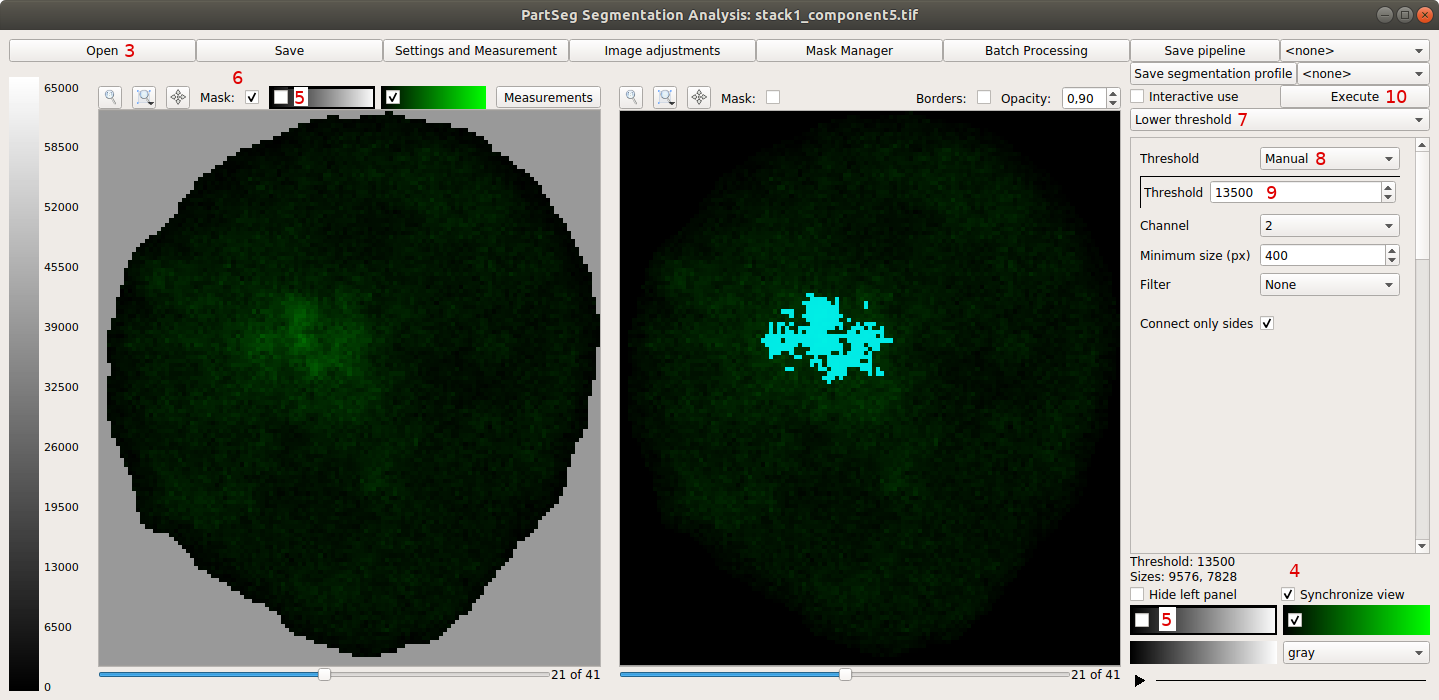 PartSeg Segmentation Analysis: stack1_component5.tif
Open 3 Save Settings and Measurement Image adjustments Mask Manager Batch Processing Save pipeline <none>
Save segmentation profile <none>
6
65000 Mask: 5 Measurements Mask: Borders: Opacity: 0,90 Interactive use Execute 10
Lower threshold 7
58500
Threshold Manual 8
Threshold 13500 9
52000
Channel 2
Minimum size (px) 400
45500
Filter None
39000
Connect only sides
32500
26000
19500
13000
Threshold: 13500
Sizes: 9576, 7828
4
Hide left panel Synchronize view
5
6500
gray
21 of 41 21 of 41
0